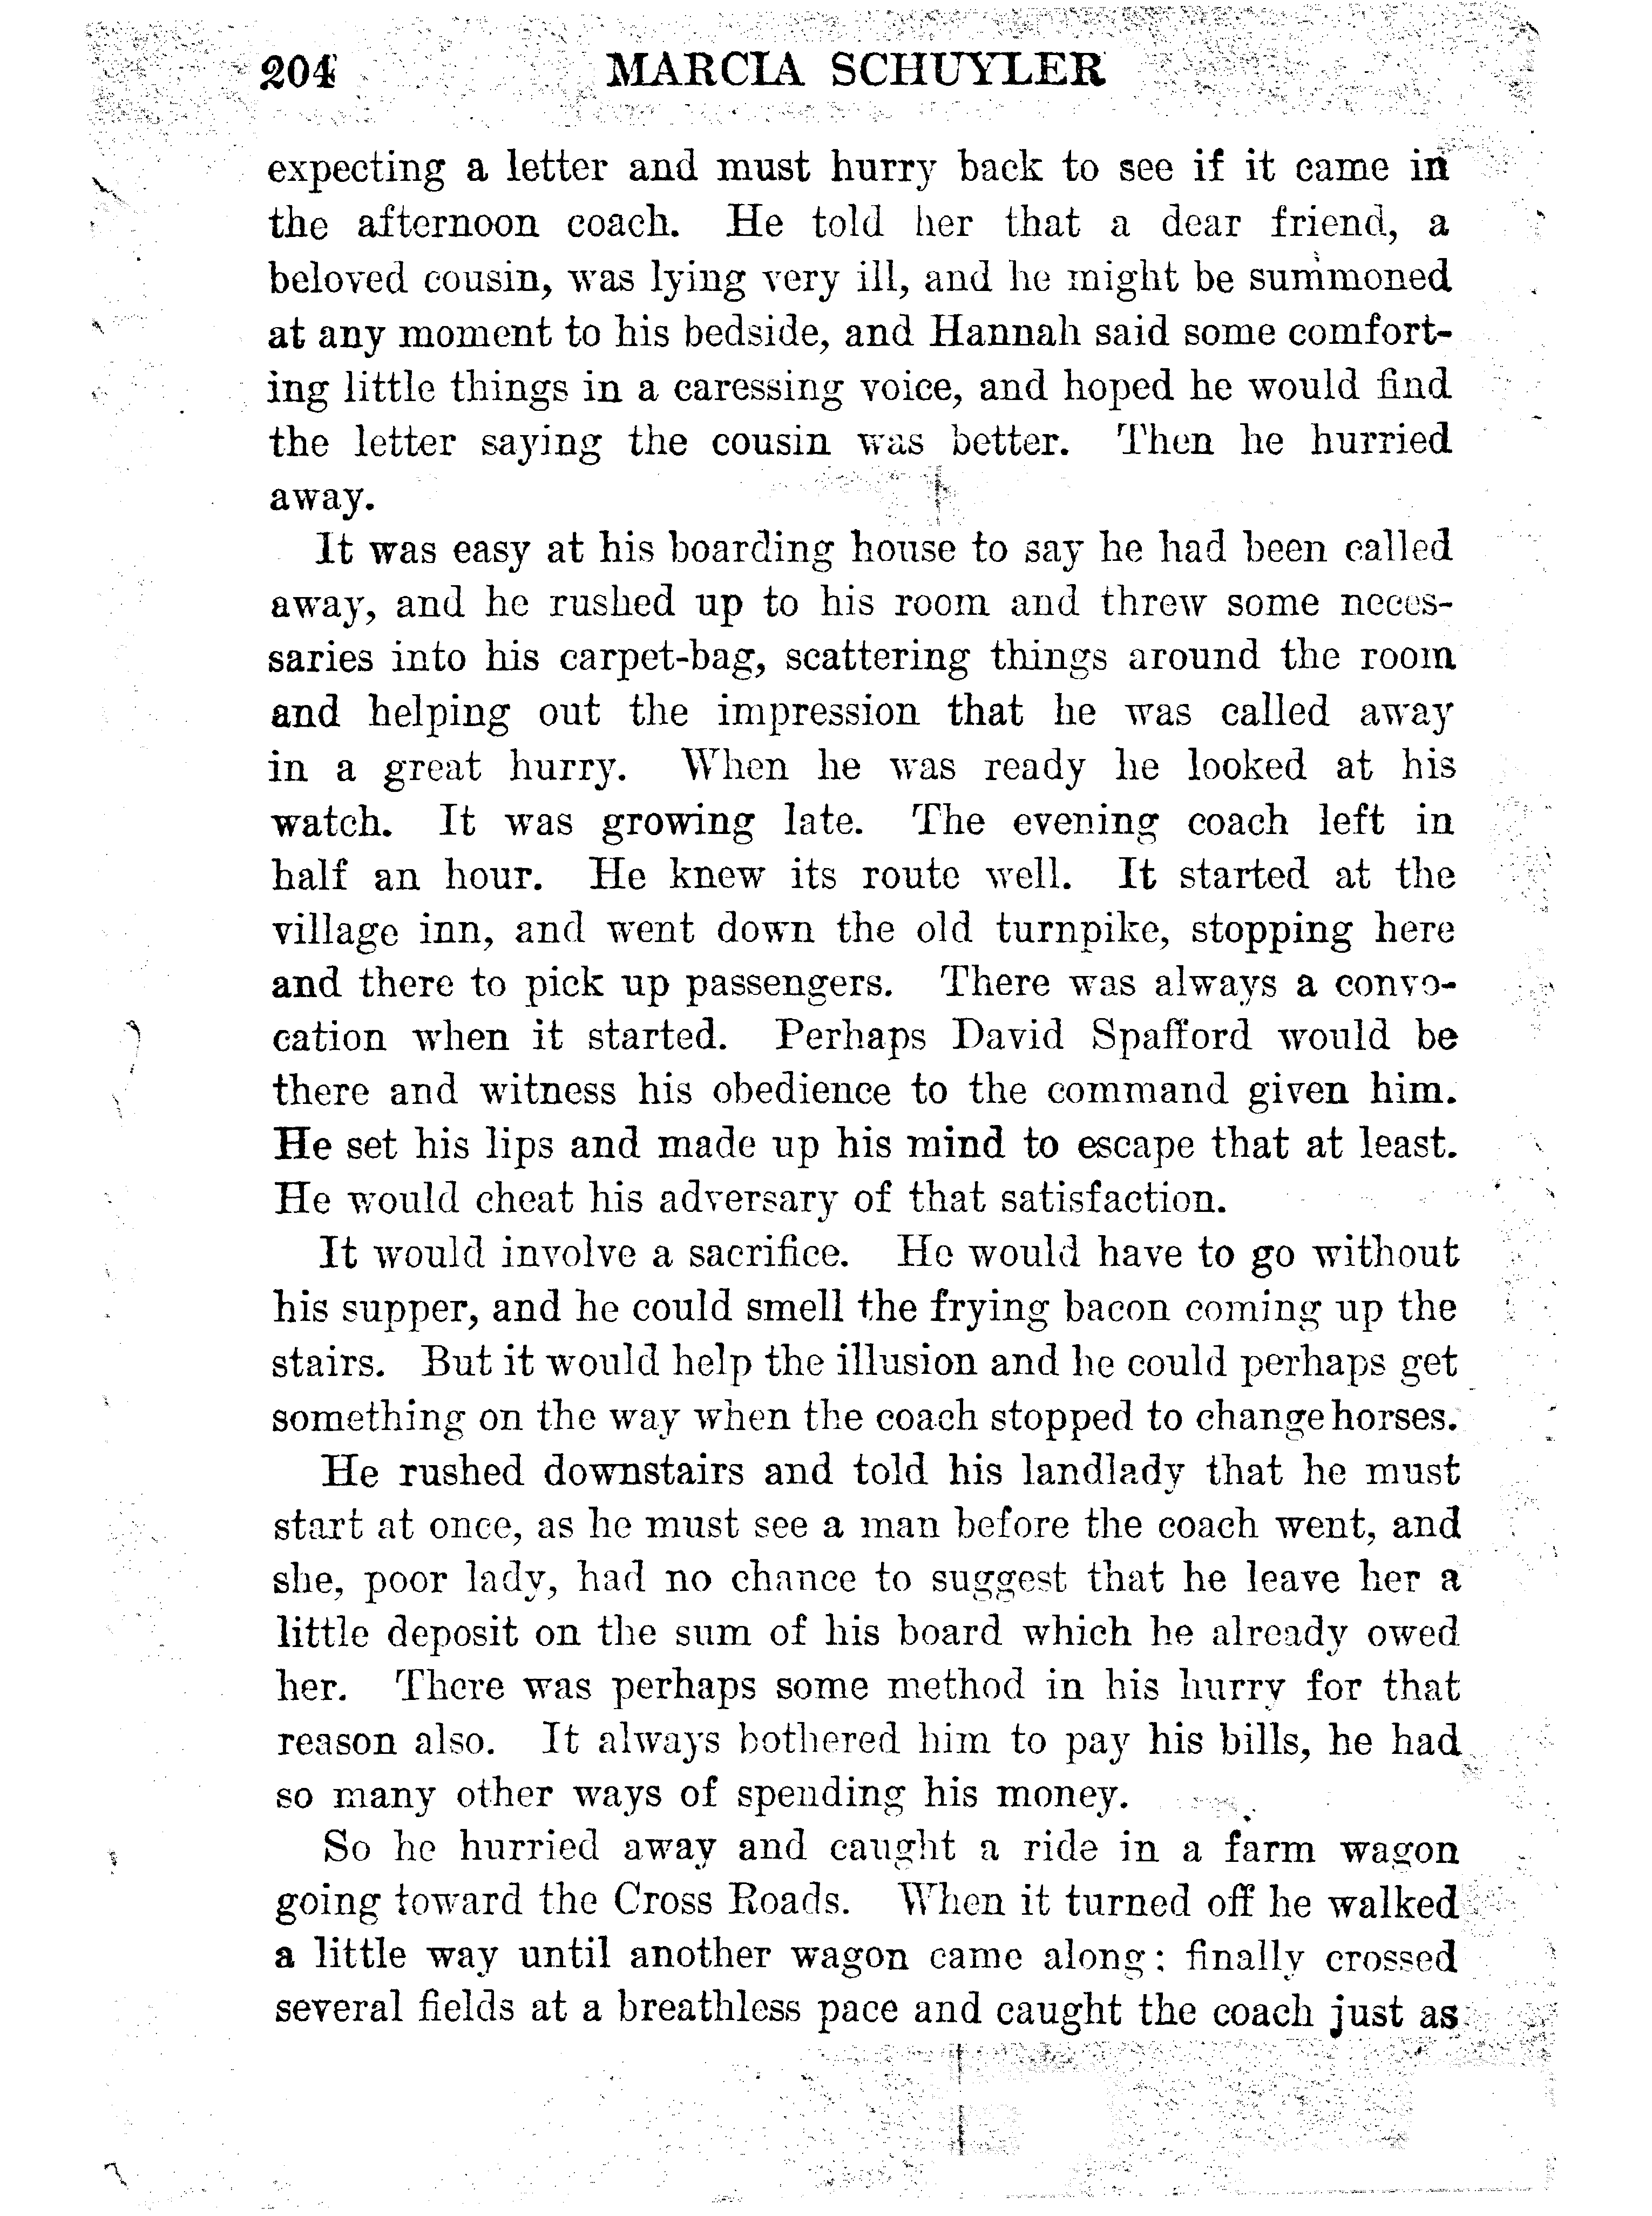 204 MARCIA SCHUYLER
expecting a letter and must hurry back to see if it came in
the afternoon coach. He told her that a dear friend, a
beloved cousin, was lying very ill, and he might be summoned
at any moment to his bedside, and Hannah said some comfort-
ing little things in a caressing voice, and hoped he would find
the letter saying the cousin was better. Then he hurried
away.
It was easy at his boarding house to say he had been called
away, and he rushed up to his room and threw some neces-
saries into his carpet-bag, scattering things around the room
and helping out the impression that he was called away
in a great hurry. When he was ready he looked at his
watch. It was growing late. The evening coach left in
half an hour. He knew its route well. It started at the
village inn, and went down the old turnpike, stopping here
and there to pick up passengers. There was always a convo-
cation when it started. Perhaps David Spafford would be
there and witness his obedience to the command given him.
He set his lips and made up his mind to escape that at least.
He would cheat his adversary of that satisfaction.
It would involve a sacrifice. He would have to go without
his supper, and he could smell the frying bacon coming up the
stairs. But it would help the illusion and he could perhaps get
something on the way when the coach stopped to change horses.
He rushed downstairs and told his landlady that he must
start at once, as he must see a man before the coach went, and
she, poor lady, had no chance to suggest that he leave her a
little deposit on the sum of his board which he already owed
her. There was perhaps some method in his hurry for that
reason also. It always bothered him to pay his bills, he had
so many other ways of spending his money.
So he hurried away and caught a ride in a farm wagon
going toward the Cross Roads. When it turned off he walked
a little way until another wagon came along; finally crossed
several fields at a breathless pace and caught the coach just as